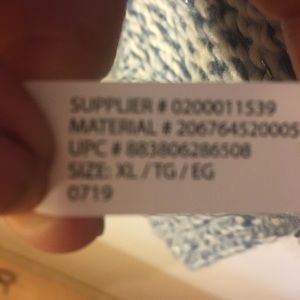 SUPPLIER # 0200011539
MATERIAL # 206764520005
UPC # 883806286508
SIZE: XL / TG / EG
0719